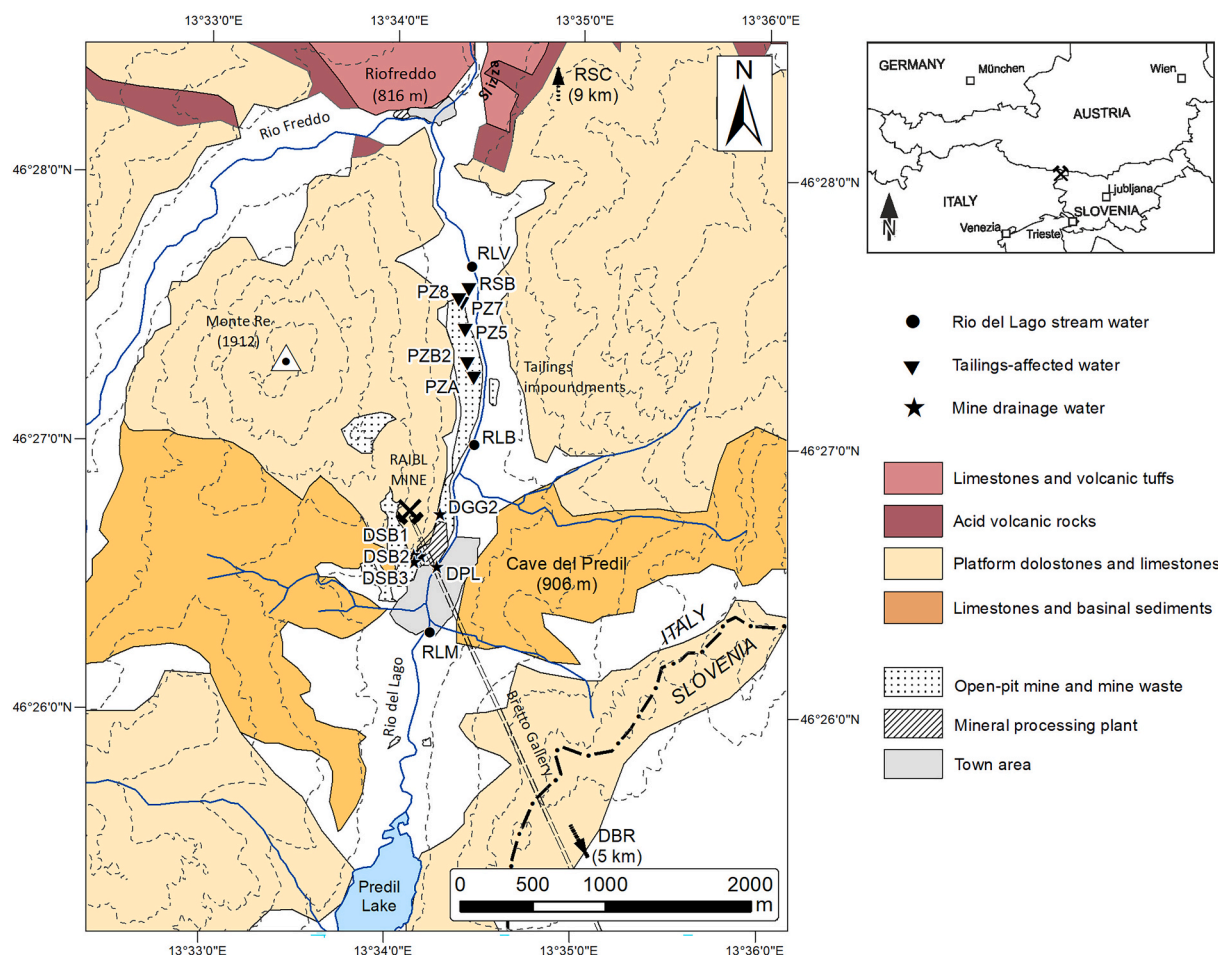 13°33'0"E
13°34'0"E
13°35'0"E
13°36'0"E
Riofreddo
(816 m)
Slizza
RSC
(9 km)
N
Rio Freddo
46°28'0"N
46°28'0"N
RLV
RSB
PZ8
PZ7
PZ5
Monte Re
(1912)
PZB2
PZA
Tailings
impoundments
46°27'0"N
RLB
46°27'0"N
RAIBL
MINE
DGG2
DSB1
DSB2
DSB3
DPL
Cave del Predil
(906 m)
RLM
ITALY
SLOVENIA
Rio del Lago
Bretto Gallery
46°26'0"N
46°26'0"N
DBR
(5 km)
Predil
Lake
0 500 1000 2000
m
13°33'0"E
13°34'0"E
13°35'0"E
13°36'0"E
GERMANY
München
Wien
AUSTRIA
ITALY
Ljubljana
SLOVENIA
Venezia
Trieste
N
Rio del Lago stream water
Tailings-affected water
Mine drainage water
Limestones and volcanic tuffs
Acid volcanic rocks
Platform dolostones and limestones
Limestones and basinal sediments
Open-pit mine and mine waste
Mineral processing plant
Town area